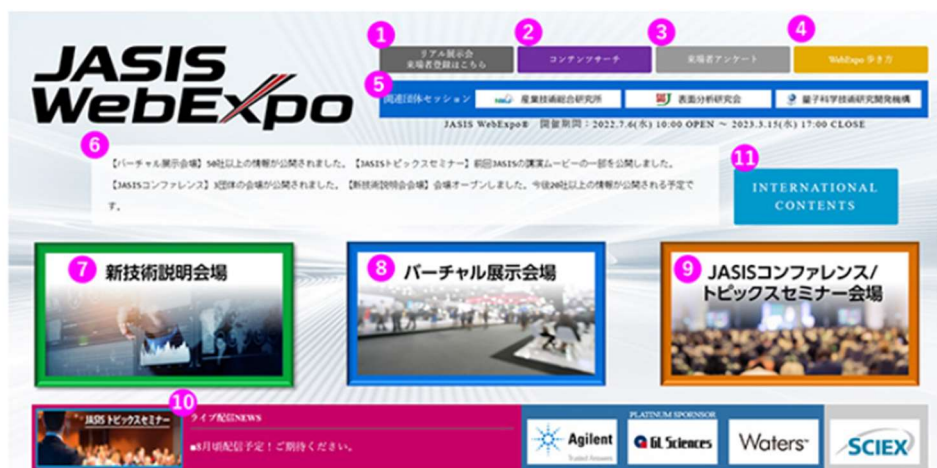 JASIS
WebExpo
1
リアル展示会
来場者登録はこちら
2
コンテンツサーチ
3
来場者アンケート
4
WebExpo 歩き方
5
関連団体セッション
産業技術総合研究所
表面分析研究会
量子科学技術研究開発機構
JASIS WebExpo® 開催期間：2022.7.6(水) 10:00 OPEN ～ 2023.3.15(水) 17:00 CLOSE
6
【バーチャル展示会場】50社以上の情報が公開されました。【JASISトピックスセミナー】前回JASISの講演ムービーの一部を公開しました。
【JASISコンファレンス】3団体の会場が公開されました。【新技術説明会会場】会場オープンしました。今後20社以上の情報が公開される予定で
す。
11
INTERNATIONAL
CONTENTS
7
新技術説明会場
8
バーチャル展示会場
9
JASISコンファレンス/
トピックスセミナー会場
10
JASIS トピックスセミナー
ライブ配信NEWS
■8月頃配信予定！ご期待ください。
PLATINUM SPORNSOR
Agilent
Trusted Answers
GL Sciences
Waters™
SCIEX